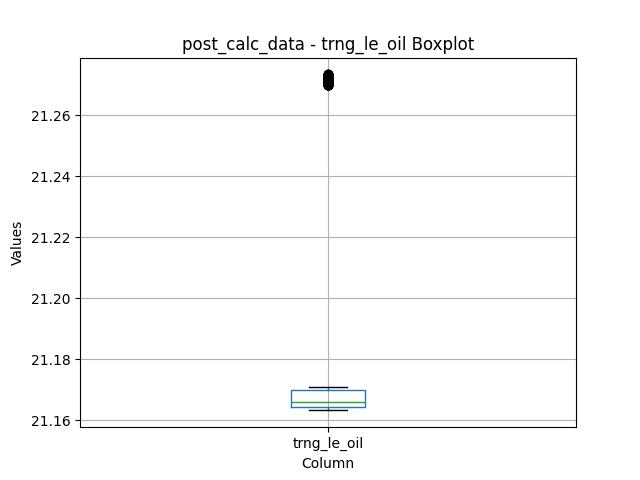 post_calc_data - trng_le_oil Boxplot
21.26
21.24
21.22
21.20
21.18
21.16
Values
trng_le_oil
Column